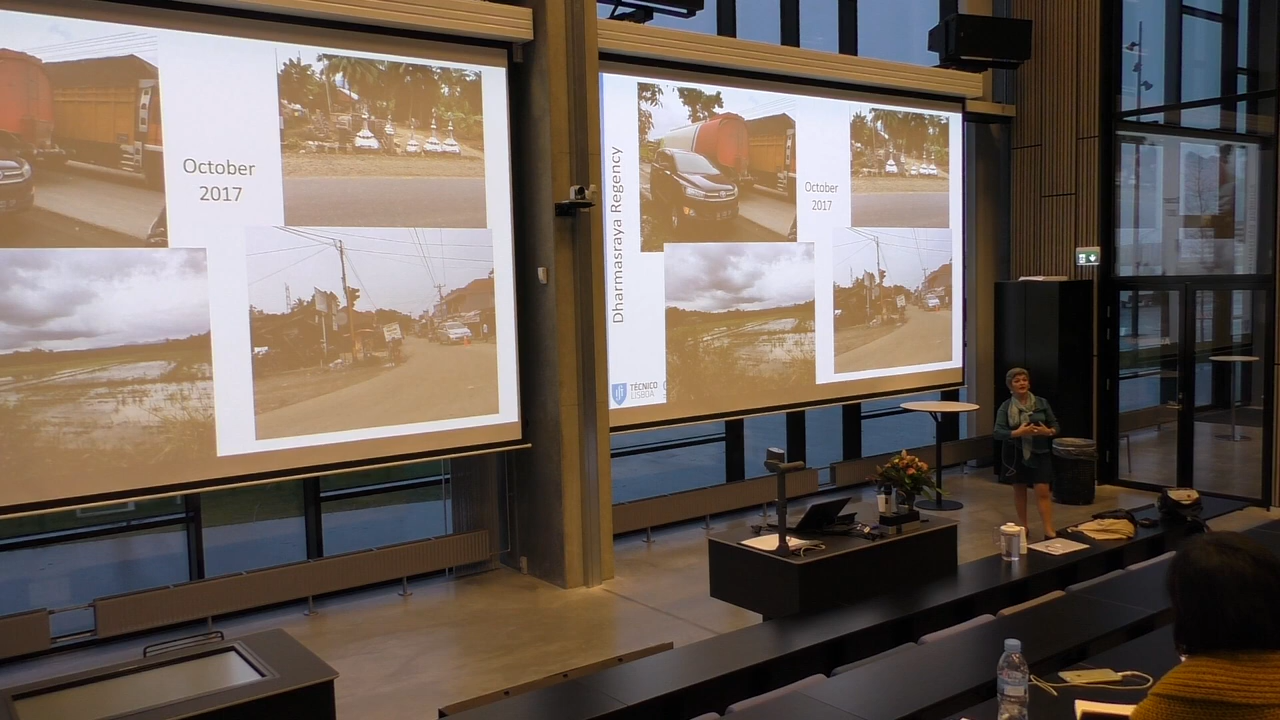 October
2017
Dharmasraya Regency
October
2017
TÉCNICO
LISBOA